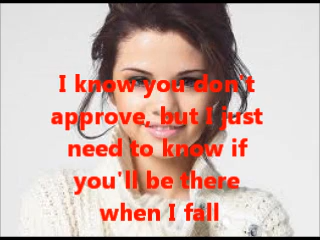 I know you don't
approve, but I just
need to know if
you'll be there
when I fall